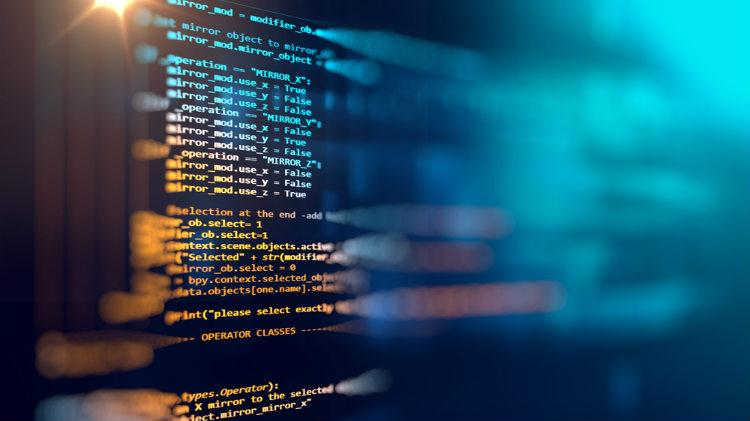 mirror_mod = modifier_ob.
mirror object to mirror
mirror_mod.mirror_object
operation == "MIRROR_X":
mirror_mod.use_x = True
mirror_mod.use_y = False
mirror_mod.use_z = False
_operation == "MIRROR_Y":
mirror_mod.use_x = False
mirror_mod.use_y = True
mirror_mod.use_z = False
_operation == "MIRROR_Z":
mirror_mod.use_x = False
mirror_mod.use_y = False
mirror_mod.use_z = True
selection at the end -add
_ob.select= 1
ier_ob.select=1
ntext.scene.objects.active
("Selected" + str(modifier
mirror_ob.select = 0
bpy.context.selected_obj
data.objects[one.name].sel
print("please select exactly
-- OPERATOR CLASSES ----
types.Operator):
X mirror to the selected
ject.mirror_mirror_x"